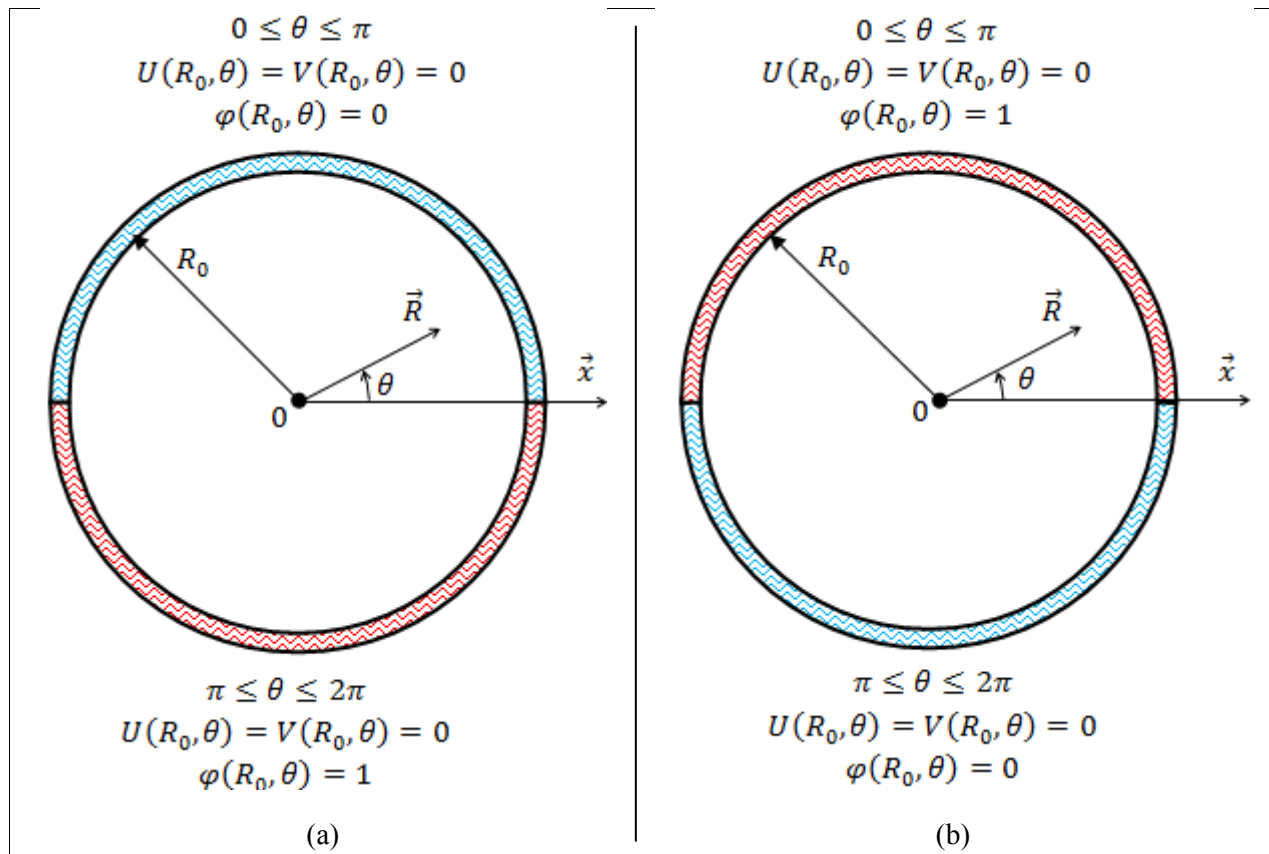 0 ≤ θ ≤ π
U(R₀, θ) = V(R₀, θ) = 0
φ(R₀, θ) = 0
R₀
R⃗
θ
x⃗
0
π ≤ θ ≤ 2π
U(R₀, θ) = V(R₀, θ) = 0
φ(R₀, θ) = 1
(a)
0 ≤ θ ≤ π
U(R₀, θ) = V(R₀, θ) = 0
φ(R₀, θ) = 1
R₀
R⃗
θ
x⃗
0
π ≤ θ ≤ 2π
U(R₀, θ) = V(R₀, θ) = 0
φ(R₀, θ) = 0
(b)